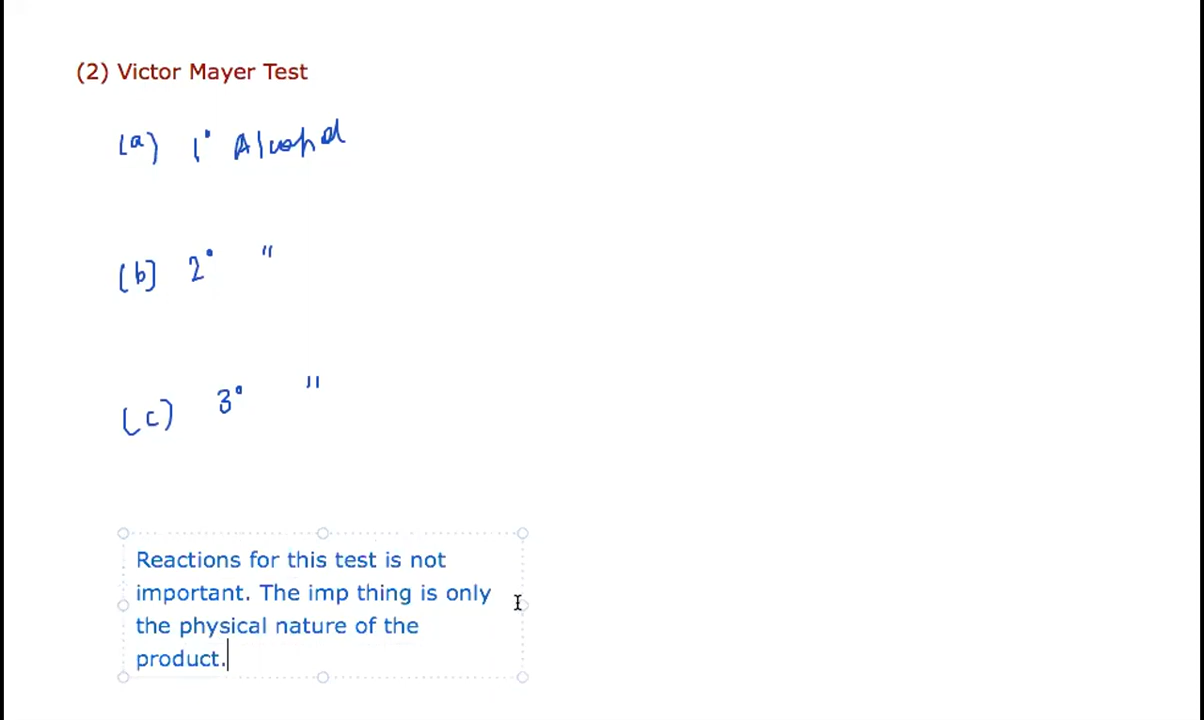 (2) Victor Mayer Test
(a) 1° Alcohol
(b) 2° "
(c) 3° "
Reactions for this test is not
important. The imp thing is only
the physical nature of the
product.